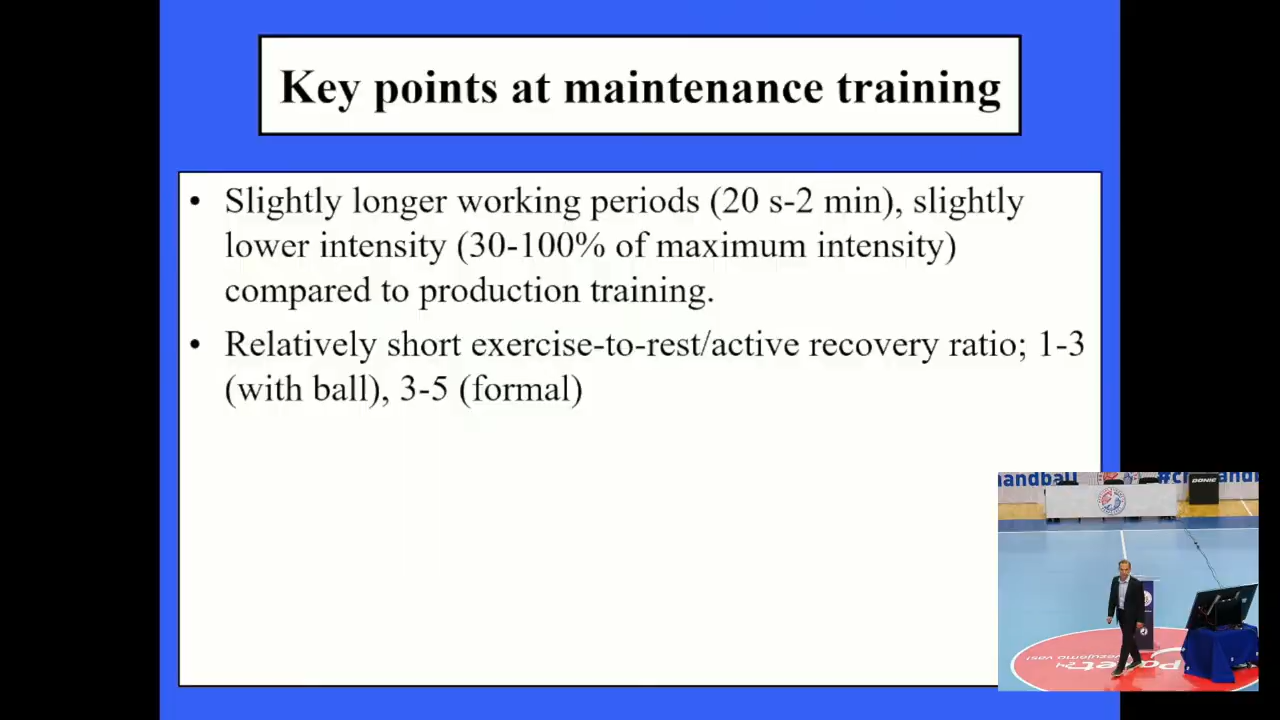 Key points at maintenance training
• Slightly longer working periods (20 s-2 min), slightly
lower intensity (30-100% of maximum intensity)
compared to production training.
• Relatively short exercise-to-rest/active recovery ratio; 1-3
(with ball), 3-5 (formal)
DONIC